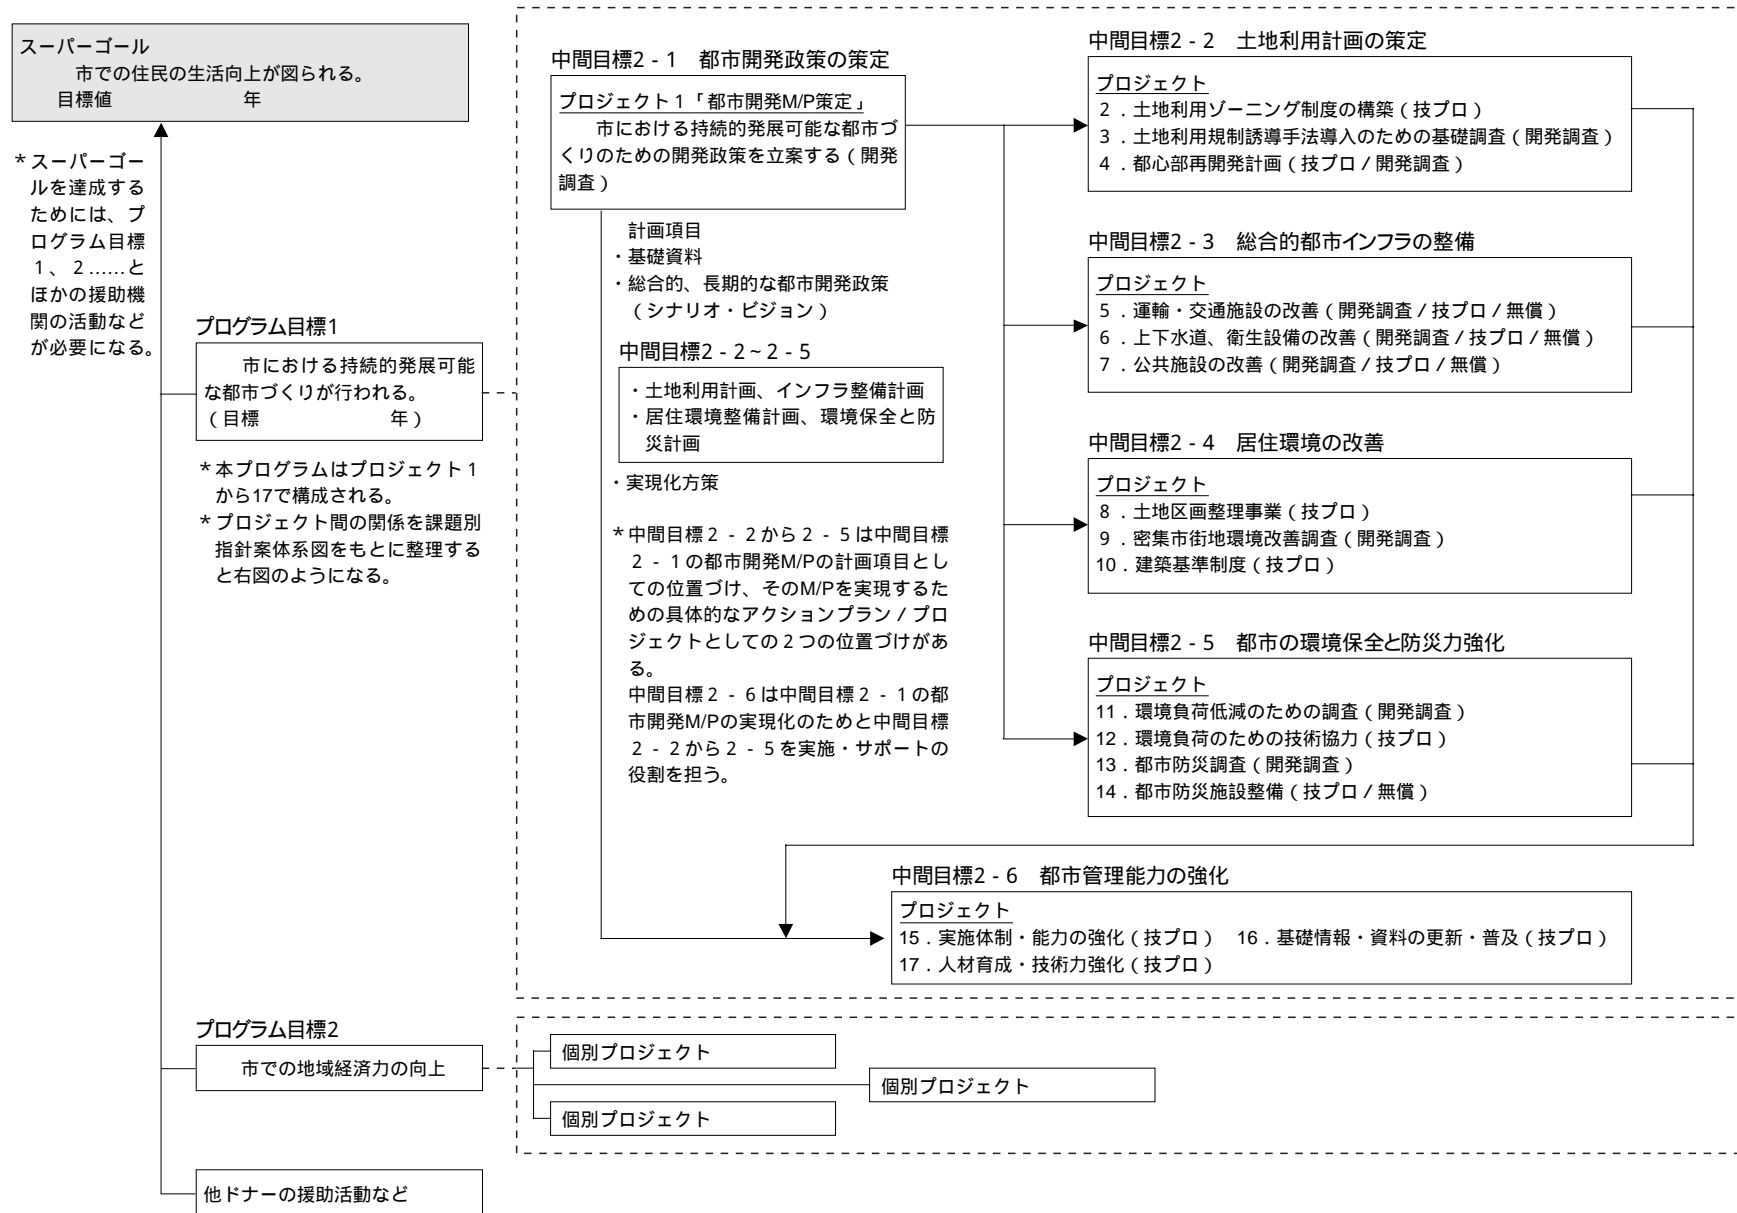 スーパーゴール
市での住民の生活向上が図られる。
目標値　　　　　　　年
*スーパーゴー
ルを達成する
ためには、プ
ログラム目標
1、2……と
ほかの援助機
関の活動など
が必要になる。
プログラム目標1
市における持続的発展可能
な都市づくりが行われる。
(目標　　　　　　　年)
*本プログラムはプロジェクト1
から17で構成される。
*プロジェクト間の関係を課題別
指針案体系図をもとに整理する
と右図のようになる。
中間目標2-1　都市開発政策の策定
プロジェクト1「都市開発M/P策定」
市における持続的発展可能な都市づ
くりのための開発政策を立案する(開発
調査)
計画項目
・基礎資料
・総合的、長期的な都市開発政策
(シナリオ・ビジョン)
中間目標2-2~2-5
・土地利用計画、インフラ整備計画
・居住環境整備計画、環境保全と防
災計画
・実現化方策
*中間目標2-2から2-5は中間目標
2-1の都市開発M/Pの計画項目とし
ての位置づけ、そのM/Pを実現するた
めの具体的なアクションプラン/プロ
ジェクトとしての2つの位置づけがあ
る。
中間目標2-6は中間目標2-1の都
市開発M/Pの実現化のためと中間目標
2-2から2-5を実施・サポートの
役割を担う。
中間目標2-2　土地利用計画の策定
プロジェクト
2.土地利用ゾーニング制度の構築(技プロ)
3.土地利用規制誘導手法導入のための基礎調査(開発調査)
4.都心部再開発計画(技プロ/開発調査)
中間目標2-3　総合的都市インフラの整備
プロジェクト
5.運輸・交通施設の改善(開発調査/技プロ/無償)
6.上下水道、衛生設備の改善(開発調査/技プロ/無償)
7.公共施設の改善(開発調査/技プロ/無償)
中間目標2-4　居住環境の改善
プロジェクト
8.土地区画整理事業(技プロ)
9.密集市街地環境改善調査(開発調査)
10.建築基準制度(技プロ)
中間目標2-5　都市の環境保全と防災力強化
プロジェクト
11.環境負荷低減のための調査(開発調査)
12.環境負荷のための技術協力(技プロ)
13.都市防災調査(開発調査)
14.都市防災施設整備(技プロ/無償)
中間目標2-6　都市管理能力の強化
プロジェクト
15.実施体制・能力の強化(技プロ)　16.基礎情報・資料の更新・普及(技プロ)
17.人材育成・技術力強化(技プロ)
プログラム目標2
市での地域経済力の向上
個別プロジェクト
個別プロジェクト
個別プロジェクト
他ドナーの援助活動など